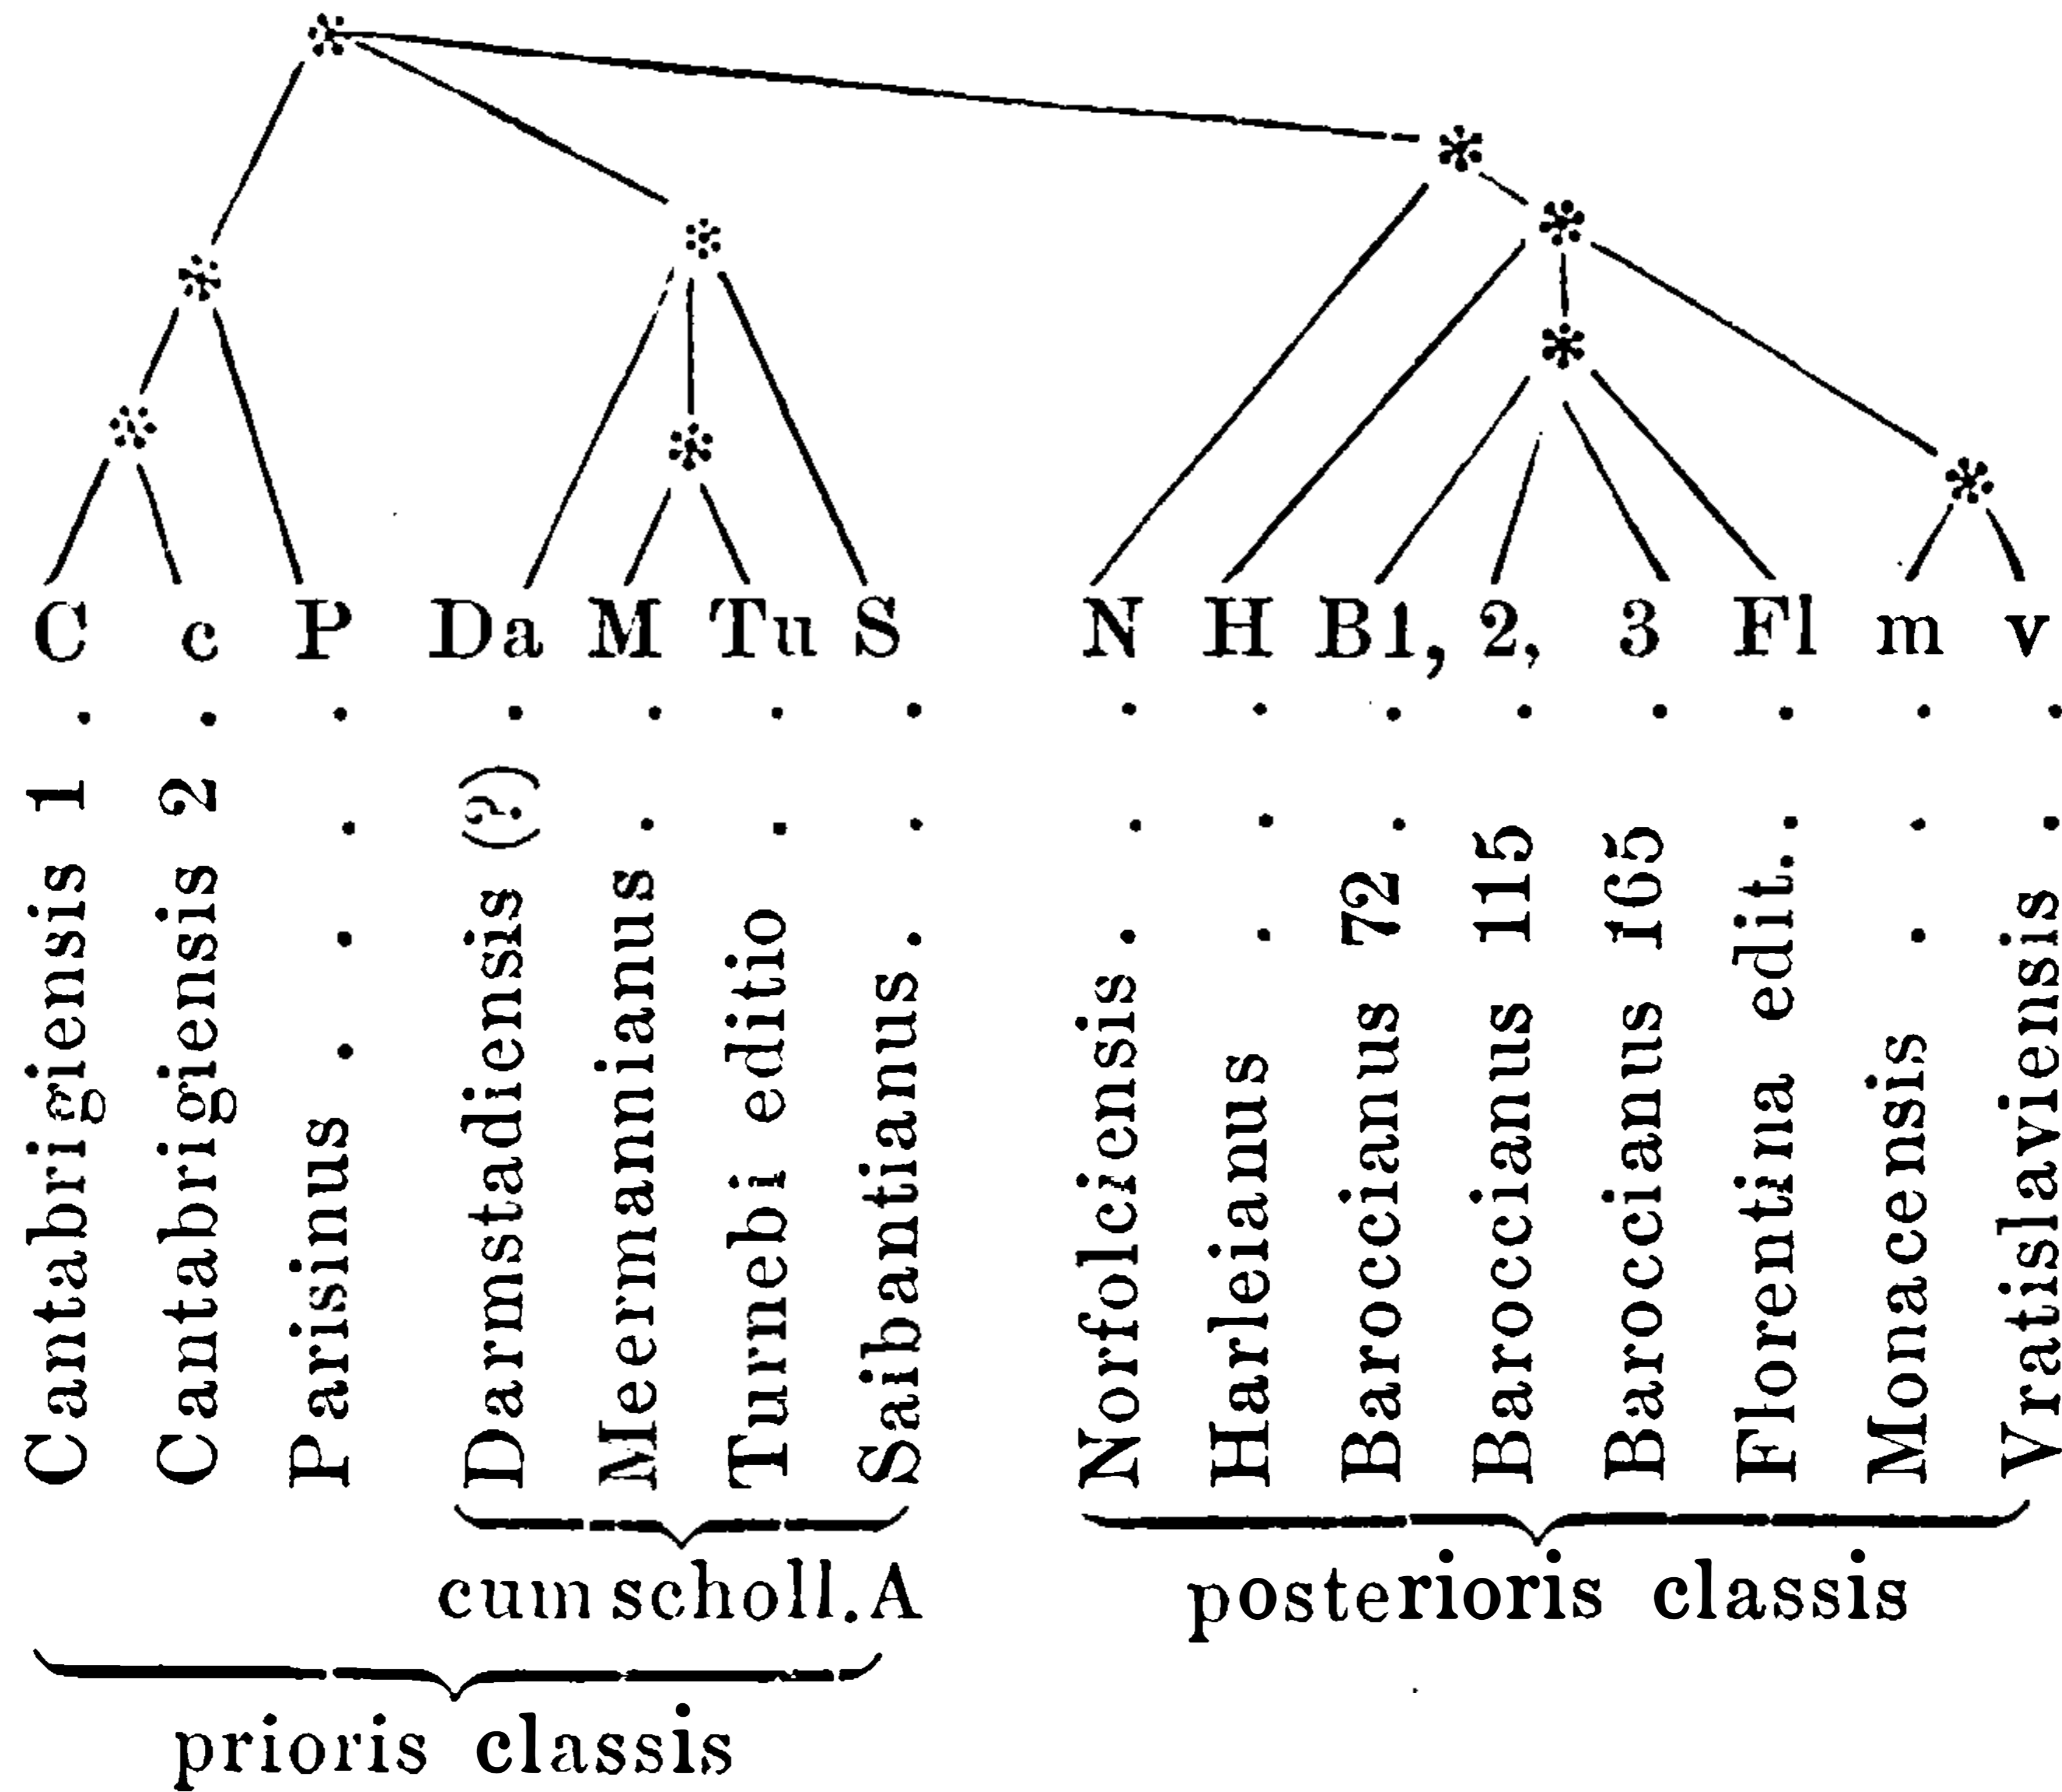 C c P Da M Tu S N H B1, 2, 3 Fl m v
Cantabrigiensis 1 .
Cautabrigiensis 2 .
Parisinus . . . .
Darmstadiensis (?) .
Meermannianus . .
Turnebi editio . .
Saibantianus . . .
Norfolciensis . . .
Harleianus . . .
Baroccianus 72 . .
Baroccianus 115 .
Baroccianus 165 .
Florentina edit. . .
Monacensis . . .
Vratislaviensis . .
cum scholl. A
posterioris classis
prioris classis